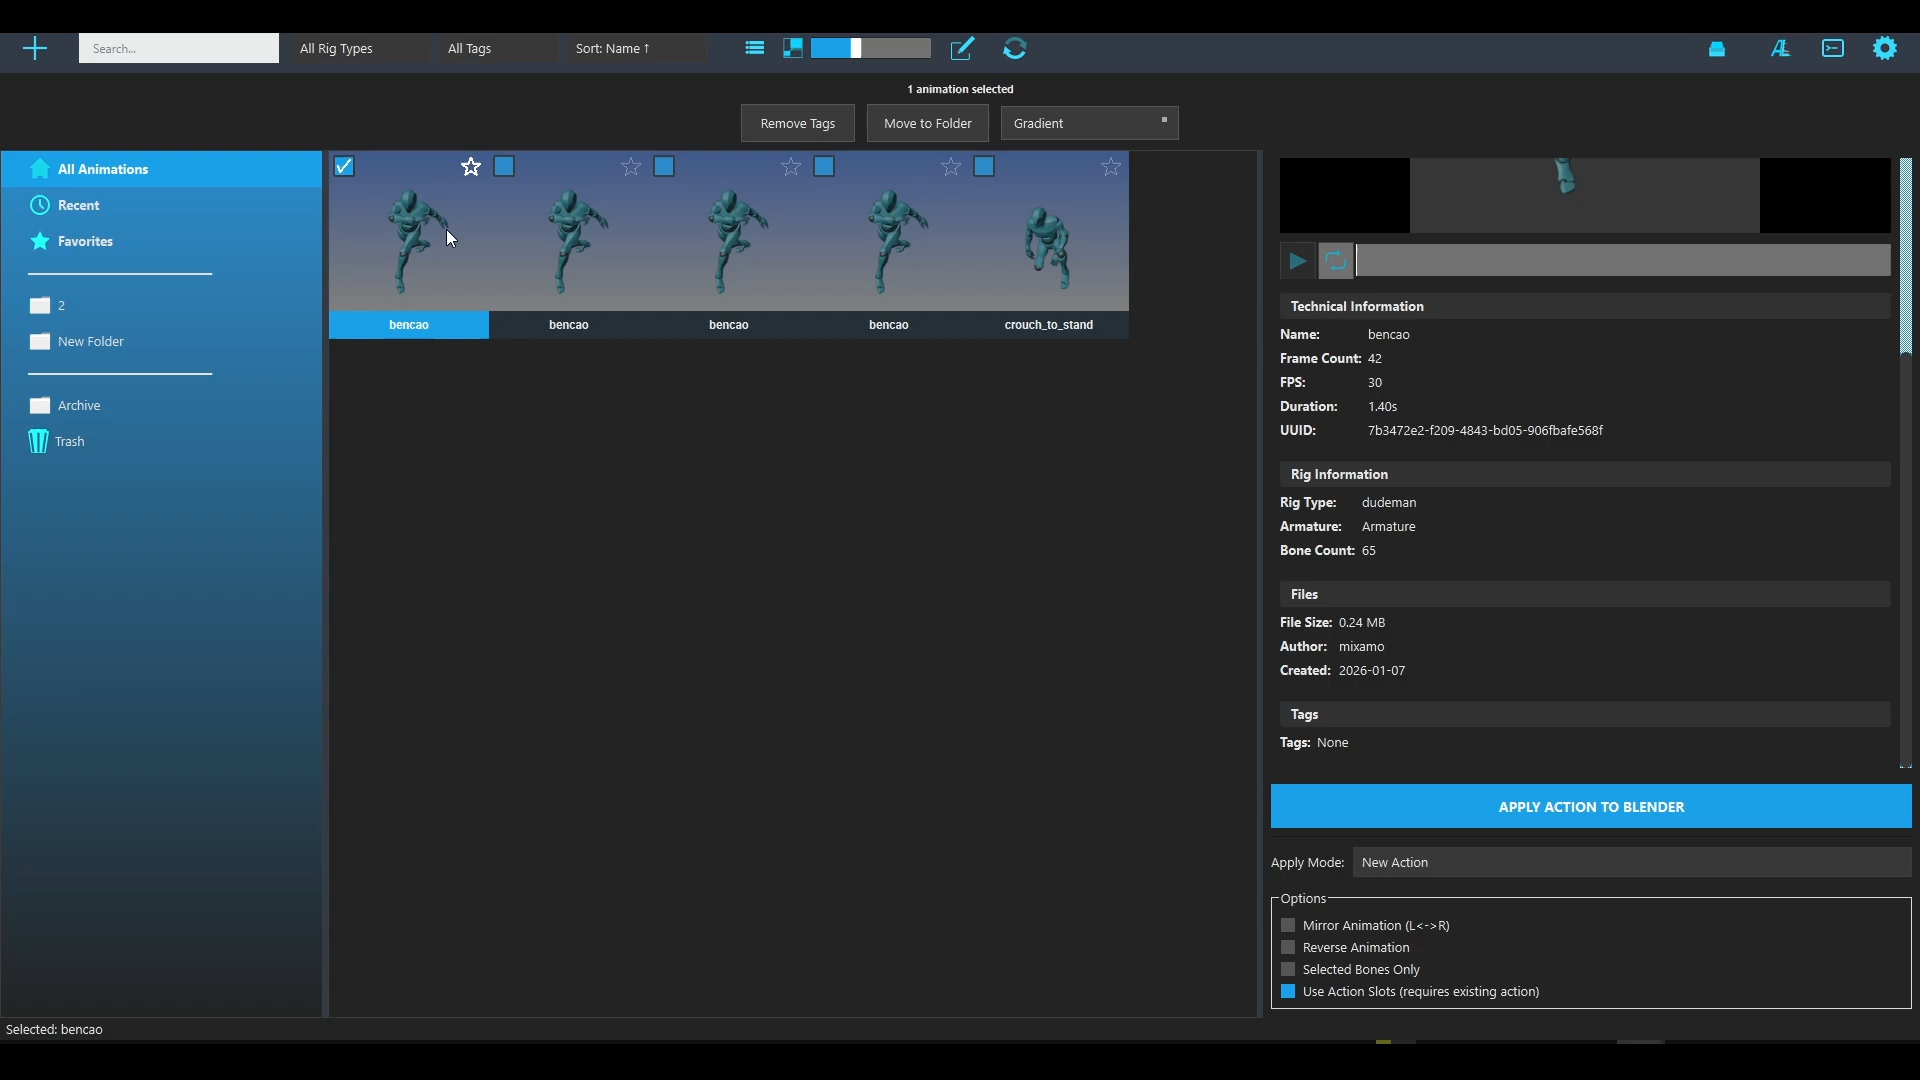 Search...
All Rig Types
All Tags
Sort: Name ↑
1 animation selected
Remove Tags
Move to Folder
Gradient
All Animations
Recent
Favorites
2
New Folder
Archive
Trash
bencao
bencao
bencao
bencao
crouch_to_stand
Technical Information
Name: bencao
Frame Count: 42
FPS: 30
Duration: 1.40s
UUID: 7b3472e2-f209-4843-bd05-906fbafe568f
Rig Information
Rig Type: dudeman
Armature: Armature
Bone Count: 65
Files
File Size: 0.24 MB
Author: mixamo
Created: 2026-01-07
Tags
Tags: None
APPLY ACTION TO BLENDER
Apply Mode: New Action
Options
Mirror Animation (L<->R)
Reverse Animation
Selected Bones Only
Use Action Slots (requires existing action)
Selected: bencao